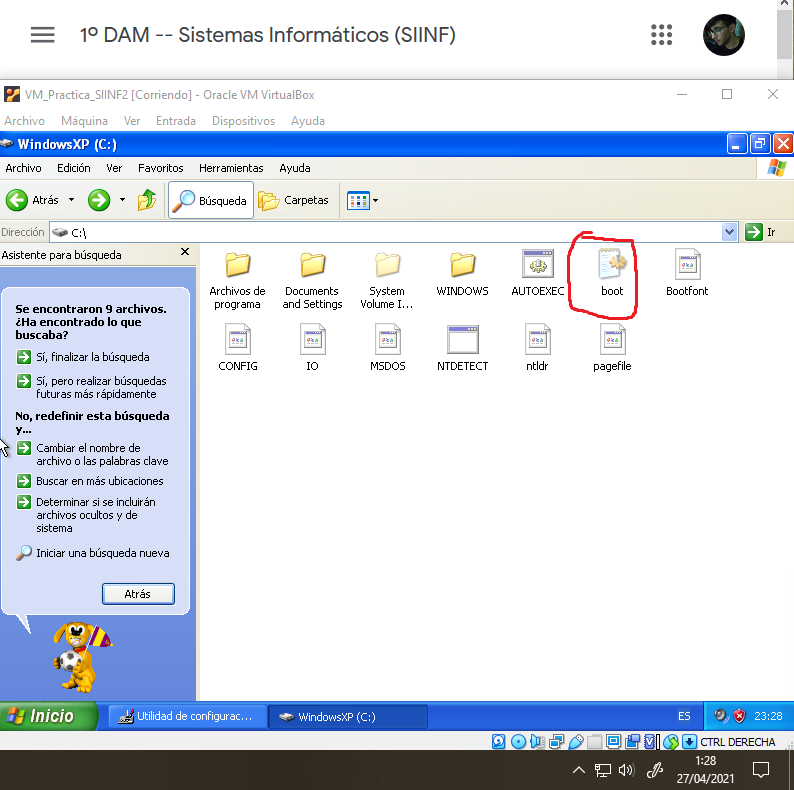 1º DAM -- Sistemas Informáticos (SIINF)
VM_Practica_SIINF2 [Corriendo] - Oracle VM VirtualBox
Archivo Máquina Ver Entrada Dispositivos Ayuda
WindowsXP (C:)
Archivo Edición Ver Favoritos Herramientas Ayuda
Atrás Búsqueda Carpetas
Dirección C:\ Ir
Asistente para búsqueda
Se encontraron 9 archivos.
¿Ha encontrado lo que
buscaba?
Sí, finalizar la búsqueda
Sí, pero realizar búsquedas
futuras más rápidamente
No, redefinir esta búsqueda
y...
Cambiar el nombre de
archivo o las palabras clave
Buscar en más ubicaciones
Determinar si se incluirán
archivos ocultos y de
sistema
Iniciar una búsqueda nueva
Atrás
Archivos de
programa
Documents
and Settings
System
Volume I...
WINDOWS
AUTOEXEC
boot
Bootfont
CONFIG
IO
MSDOS
NTDETECT
ntldr
pagefile
Inicio
Utilidad de configurac...
WindowsXP (C:)
ES
23:28
CTRL DERECHA
1:28
27/04/2021